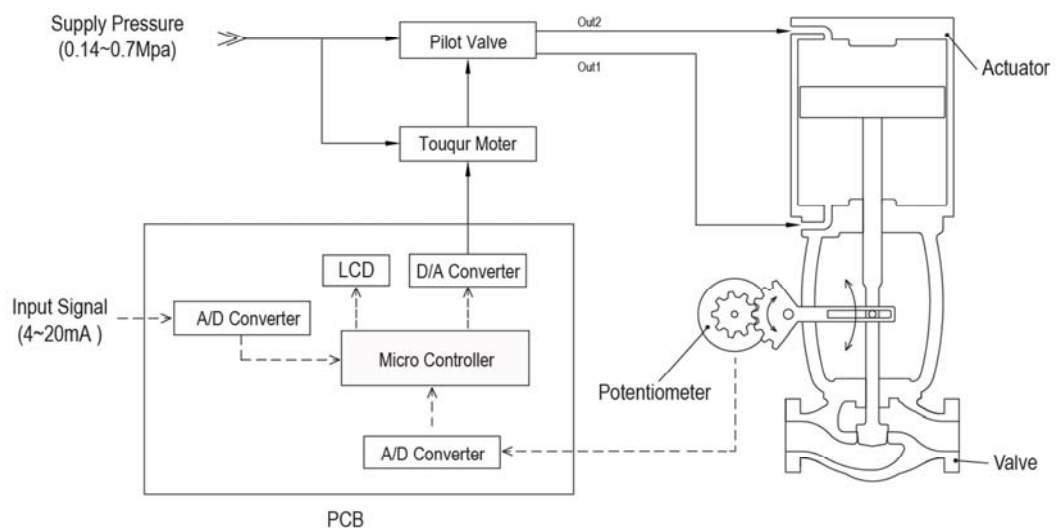 Supply Pressure
(0.14~0.7Mpa)
Pilot Valve
Out2
Out1
Actuator
Touqur Moter
LCD
D/A Converter
Input Signal
(4~20mA )
A/D Converter
Micro Controller
Potentiometer
A/D Converter
Valve
PCB